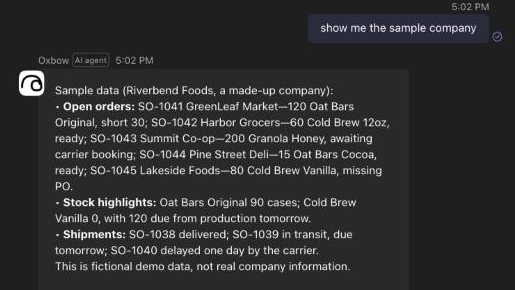 5:02 PM
show me the sample company
Oxbow AI agent 5:02 PM
Sample data (Riverbend Foods, a made-up company):
• Open orders: SO-1041 GreenLeaf Market—120 Oat Bars
Original, short 30; SO-1042 Harbor Grocers—60 Cold Brew 12oz,
ready; SO-1043 Summit Co-op—200 Granola Honey, awaiting
carrier booking; SO-1044 Pine Street Deli—15 Oat Bars Cocoa,
ready; SO-1045 Lakeside Foods—80 Cold Brew Vanilla, missing
PO.
• Stock highlights: Oat Bars Original 90 cases; Cold Brew
Vanilla 0, with 120 due from production tomorrow.
• Shipments: SO-1038 delivered; SO-1039 in transit, due
tomorrow; SO-1040 delayed one day by the carrier.
This is fictional demo data, not real company information.